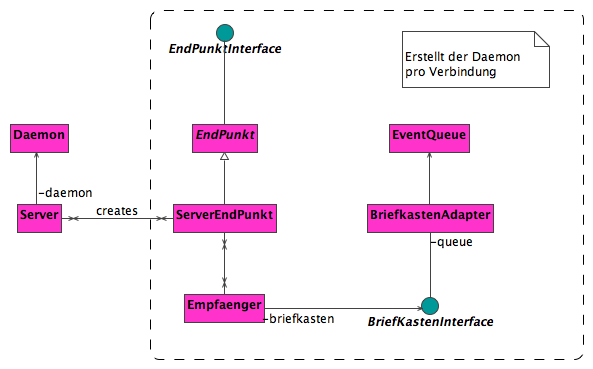 EndPunktInterface
Erstellt der Daemon
pro Verbindung
Daemon
EndPunkt
EventQueue
-daemon
Server
creates
ServerEndPunkt
BriefkastenAdapter
-queue
Empfaenger
-briefkasten
BriefKastenInterface